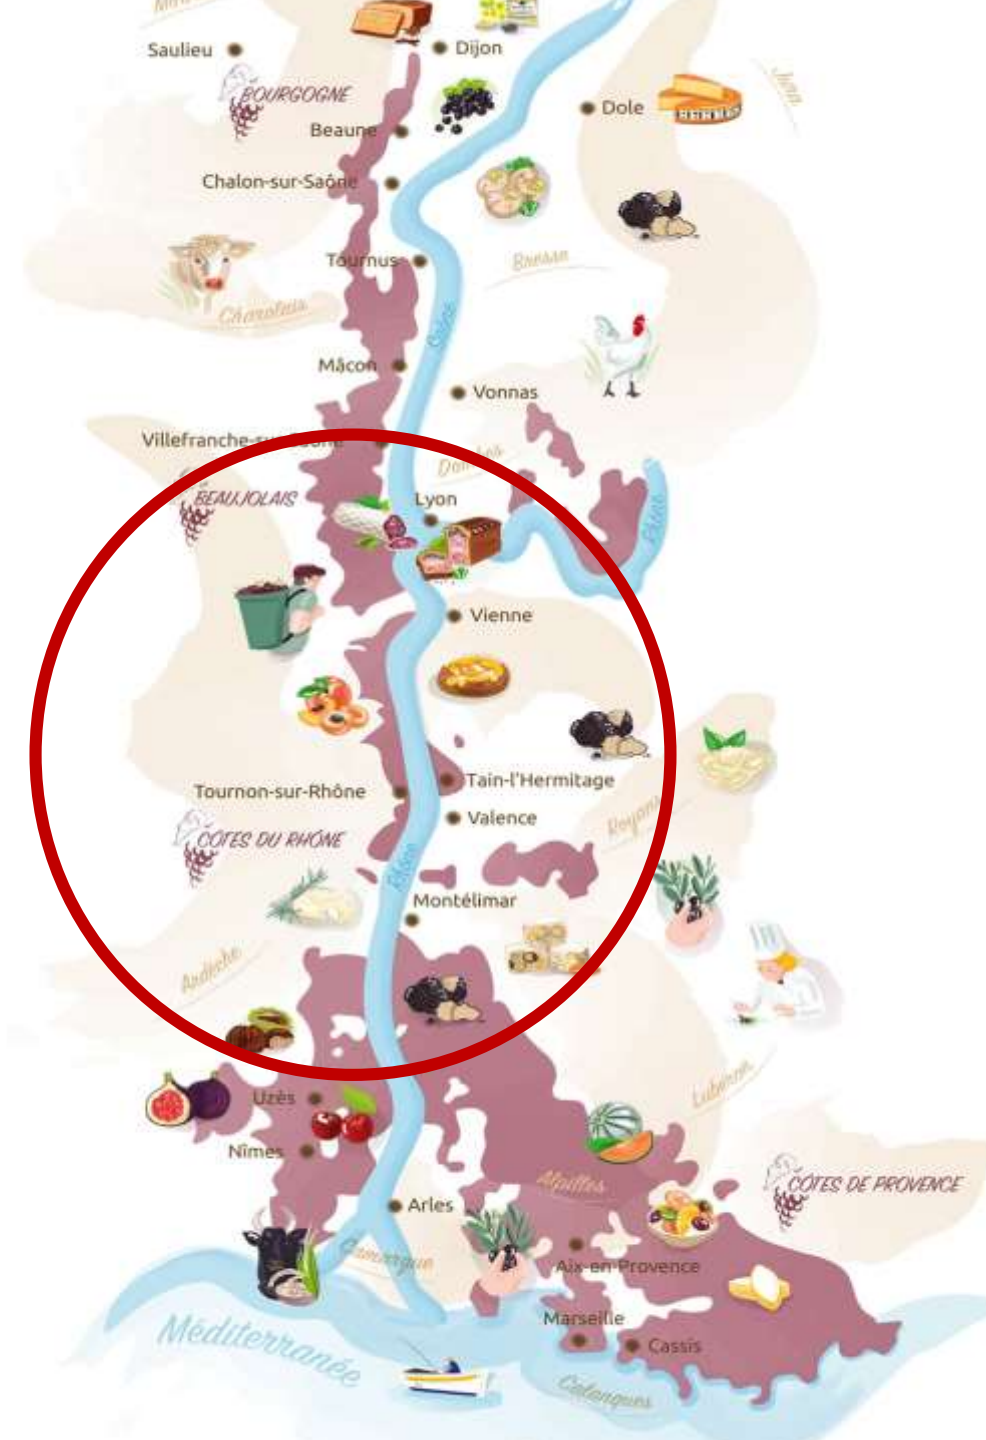 Saulieu
Dijon
Jura
BOURGOGNE
Dole
Beaune
Chalon-sur-Saône
Tournus
Bresse
Charolais
Saône
Mâcon
Vonnas
Villefranche-sur-Saône
Dombes
BEAUJOLAIS
Lyon
Rhône
Vienne
Tain-l'Hermitage
Tournon-sur-Rhône
Valence
Royans
CÔTES DU RHÔNE
Rhône
Montélimar
Ardèche
Luberon
Uzès
Nîmes
Alpilles
CÔTES DE PROVENCE
Arles
Camargue
Aix-en-Provence
Marseille
Méditerranée
Cassis
Calanques